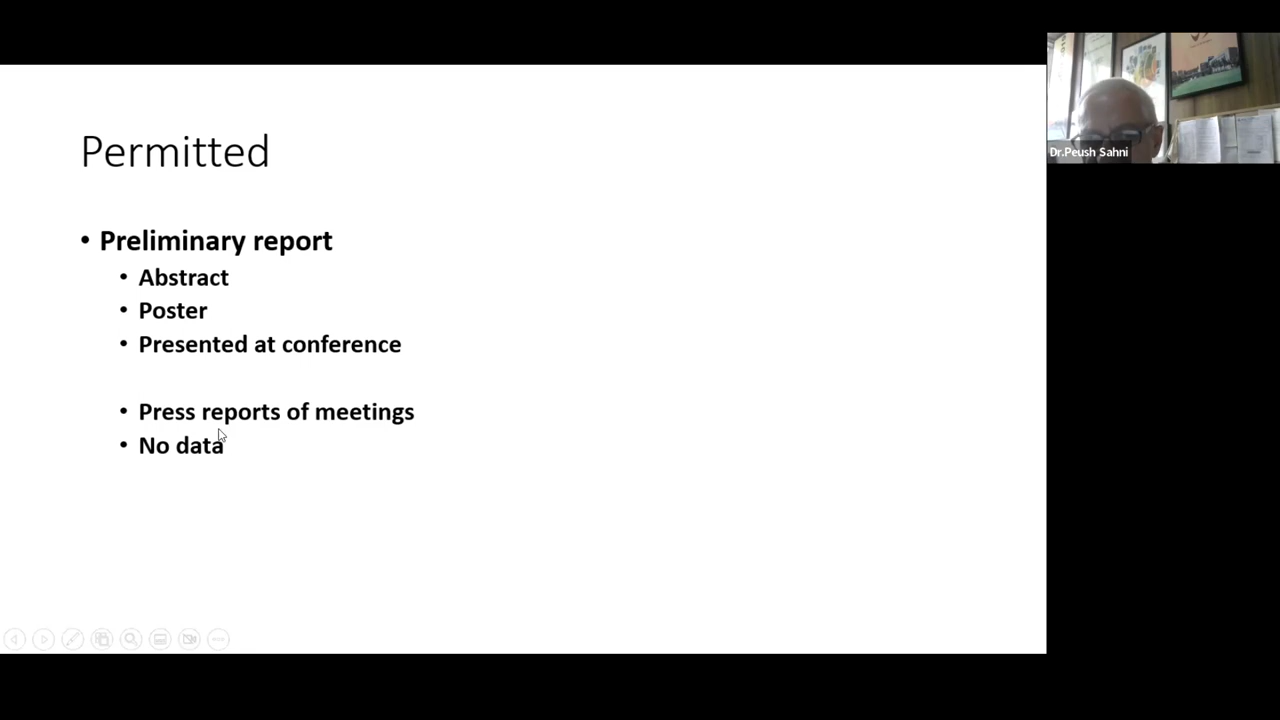 Permitted
• Preliminary report
• Abstract
• Poster
• Presented at conference
• Press reports of meetings
• No data
Dr.Peush Sahni